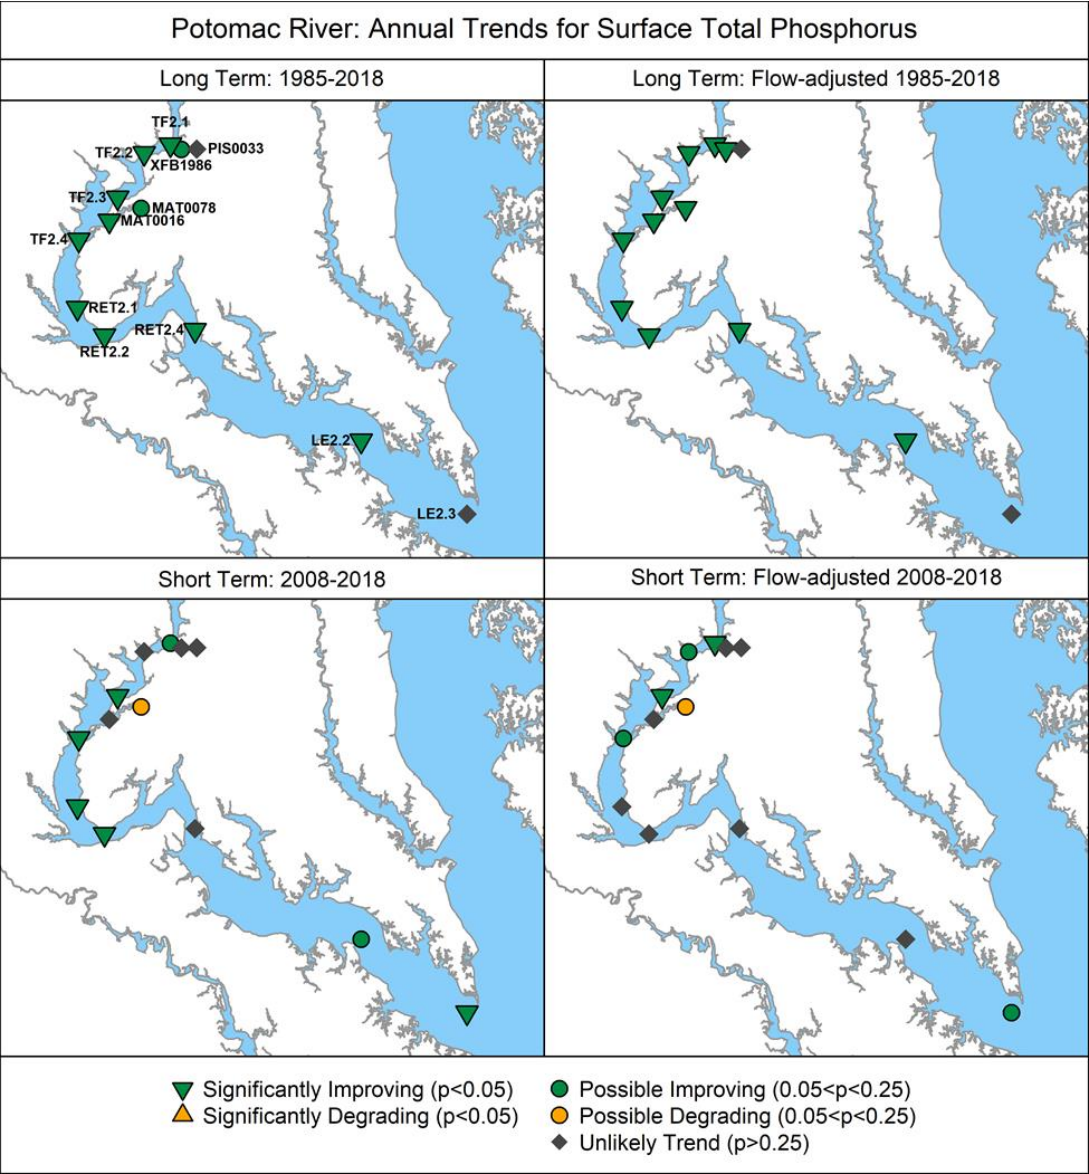 Potomac River: Annual Trends for Surface Total Phosphorus
Long Term: 1985-2018
Long Term: Flow-adjusted 1985-2018
TF2.1
TF2.2
PIS0033
XFB1986
TF2.3
MAT0078
MAT0016
TF2.4
RET2.1
RET2.4
RET2.2
LE2.2
LE2.3
Short Term: 2008-2018
Short Term: Flow-adjusted 2008-2018
Significantly Improving (p<0.05)
Possible Improving (0.05<p<0.25)
Significantly Degrading (p<0.05)
Possible Degrading (0.05<p<0.25)
Unlikely Trend (p>0.25)